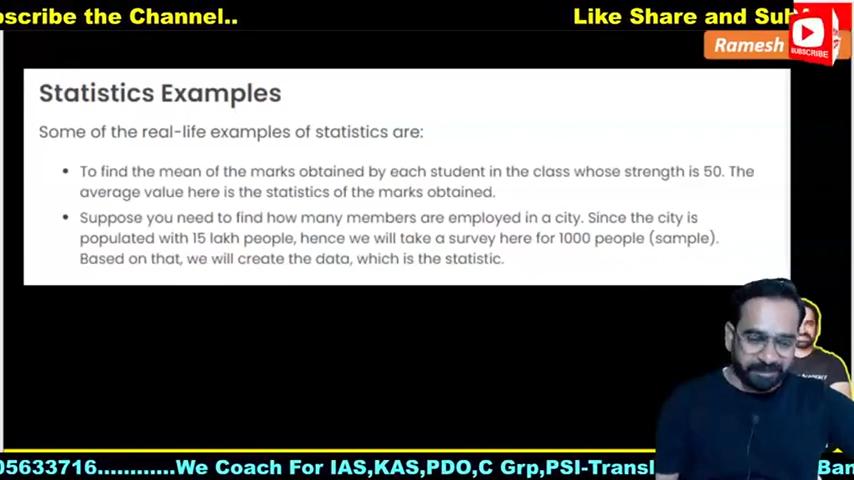 bscribe the Channel..
Like Share and Sub
Ramesh
SUBSCRIBE
Statistics Examples
Some of the real-life examples of statistics are:
• To find the mean of the marks obtained by each student in the class whose strength is 50. The
average value here is the statistics of the marks obtained.
• Suppose you need to find how many members are employed in a city. Since the city is
populated with 15 lakh people, hence we will take a survey here for 1000 people (sample).
Based on that, we will create the data, which is the statistic.
05633716............We Coach For IAS,KAS,PDO,C Grp,PSI-Transl
Ban